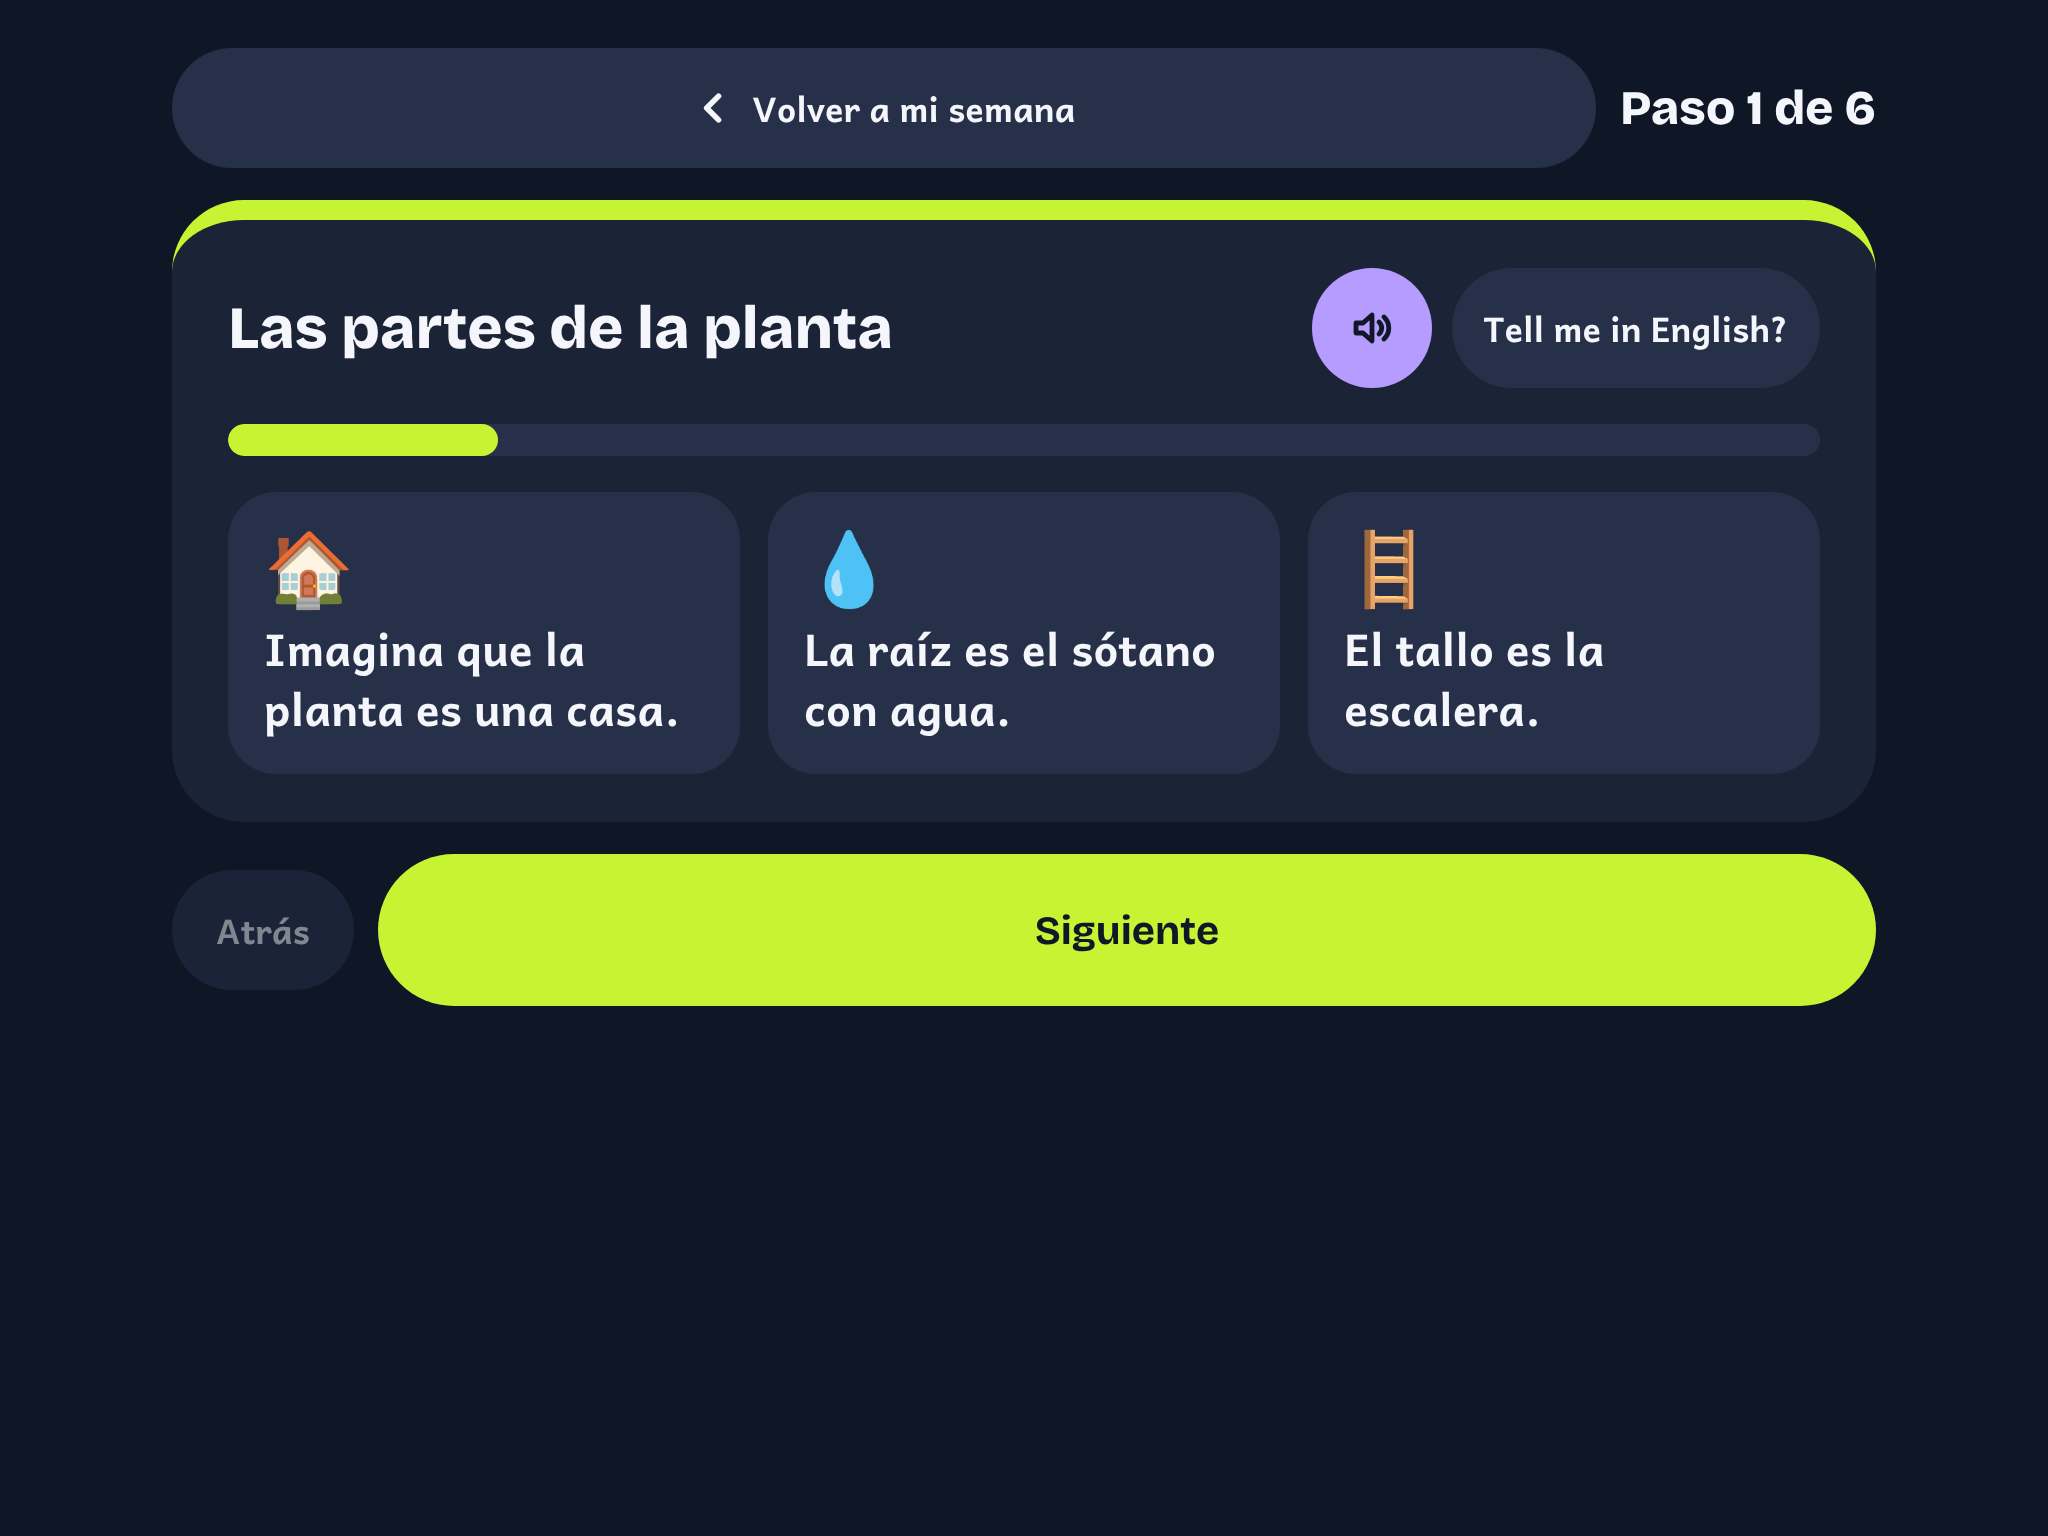 Volver a mi semana
Paso 1 de 6
Las partes de la planta
Tell me in English?
Imagina que la
planta es una casa.
La raíz es el sótano
con agua.
El tallo es la
escalera.
Atrás
Siguiente